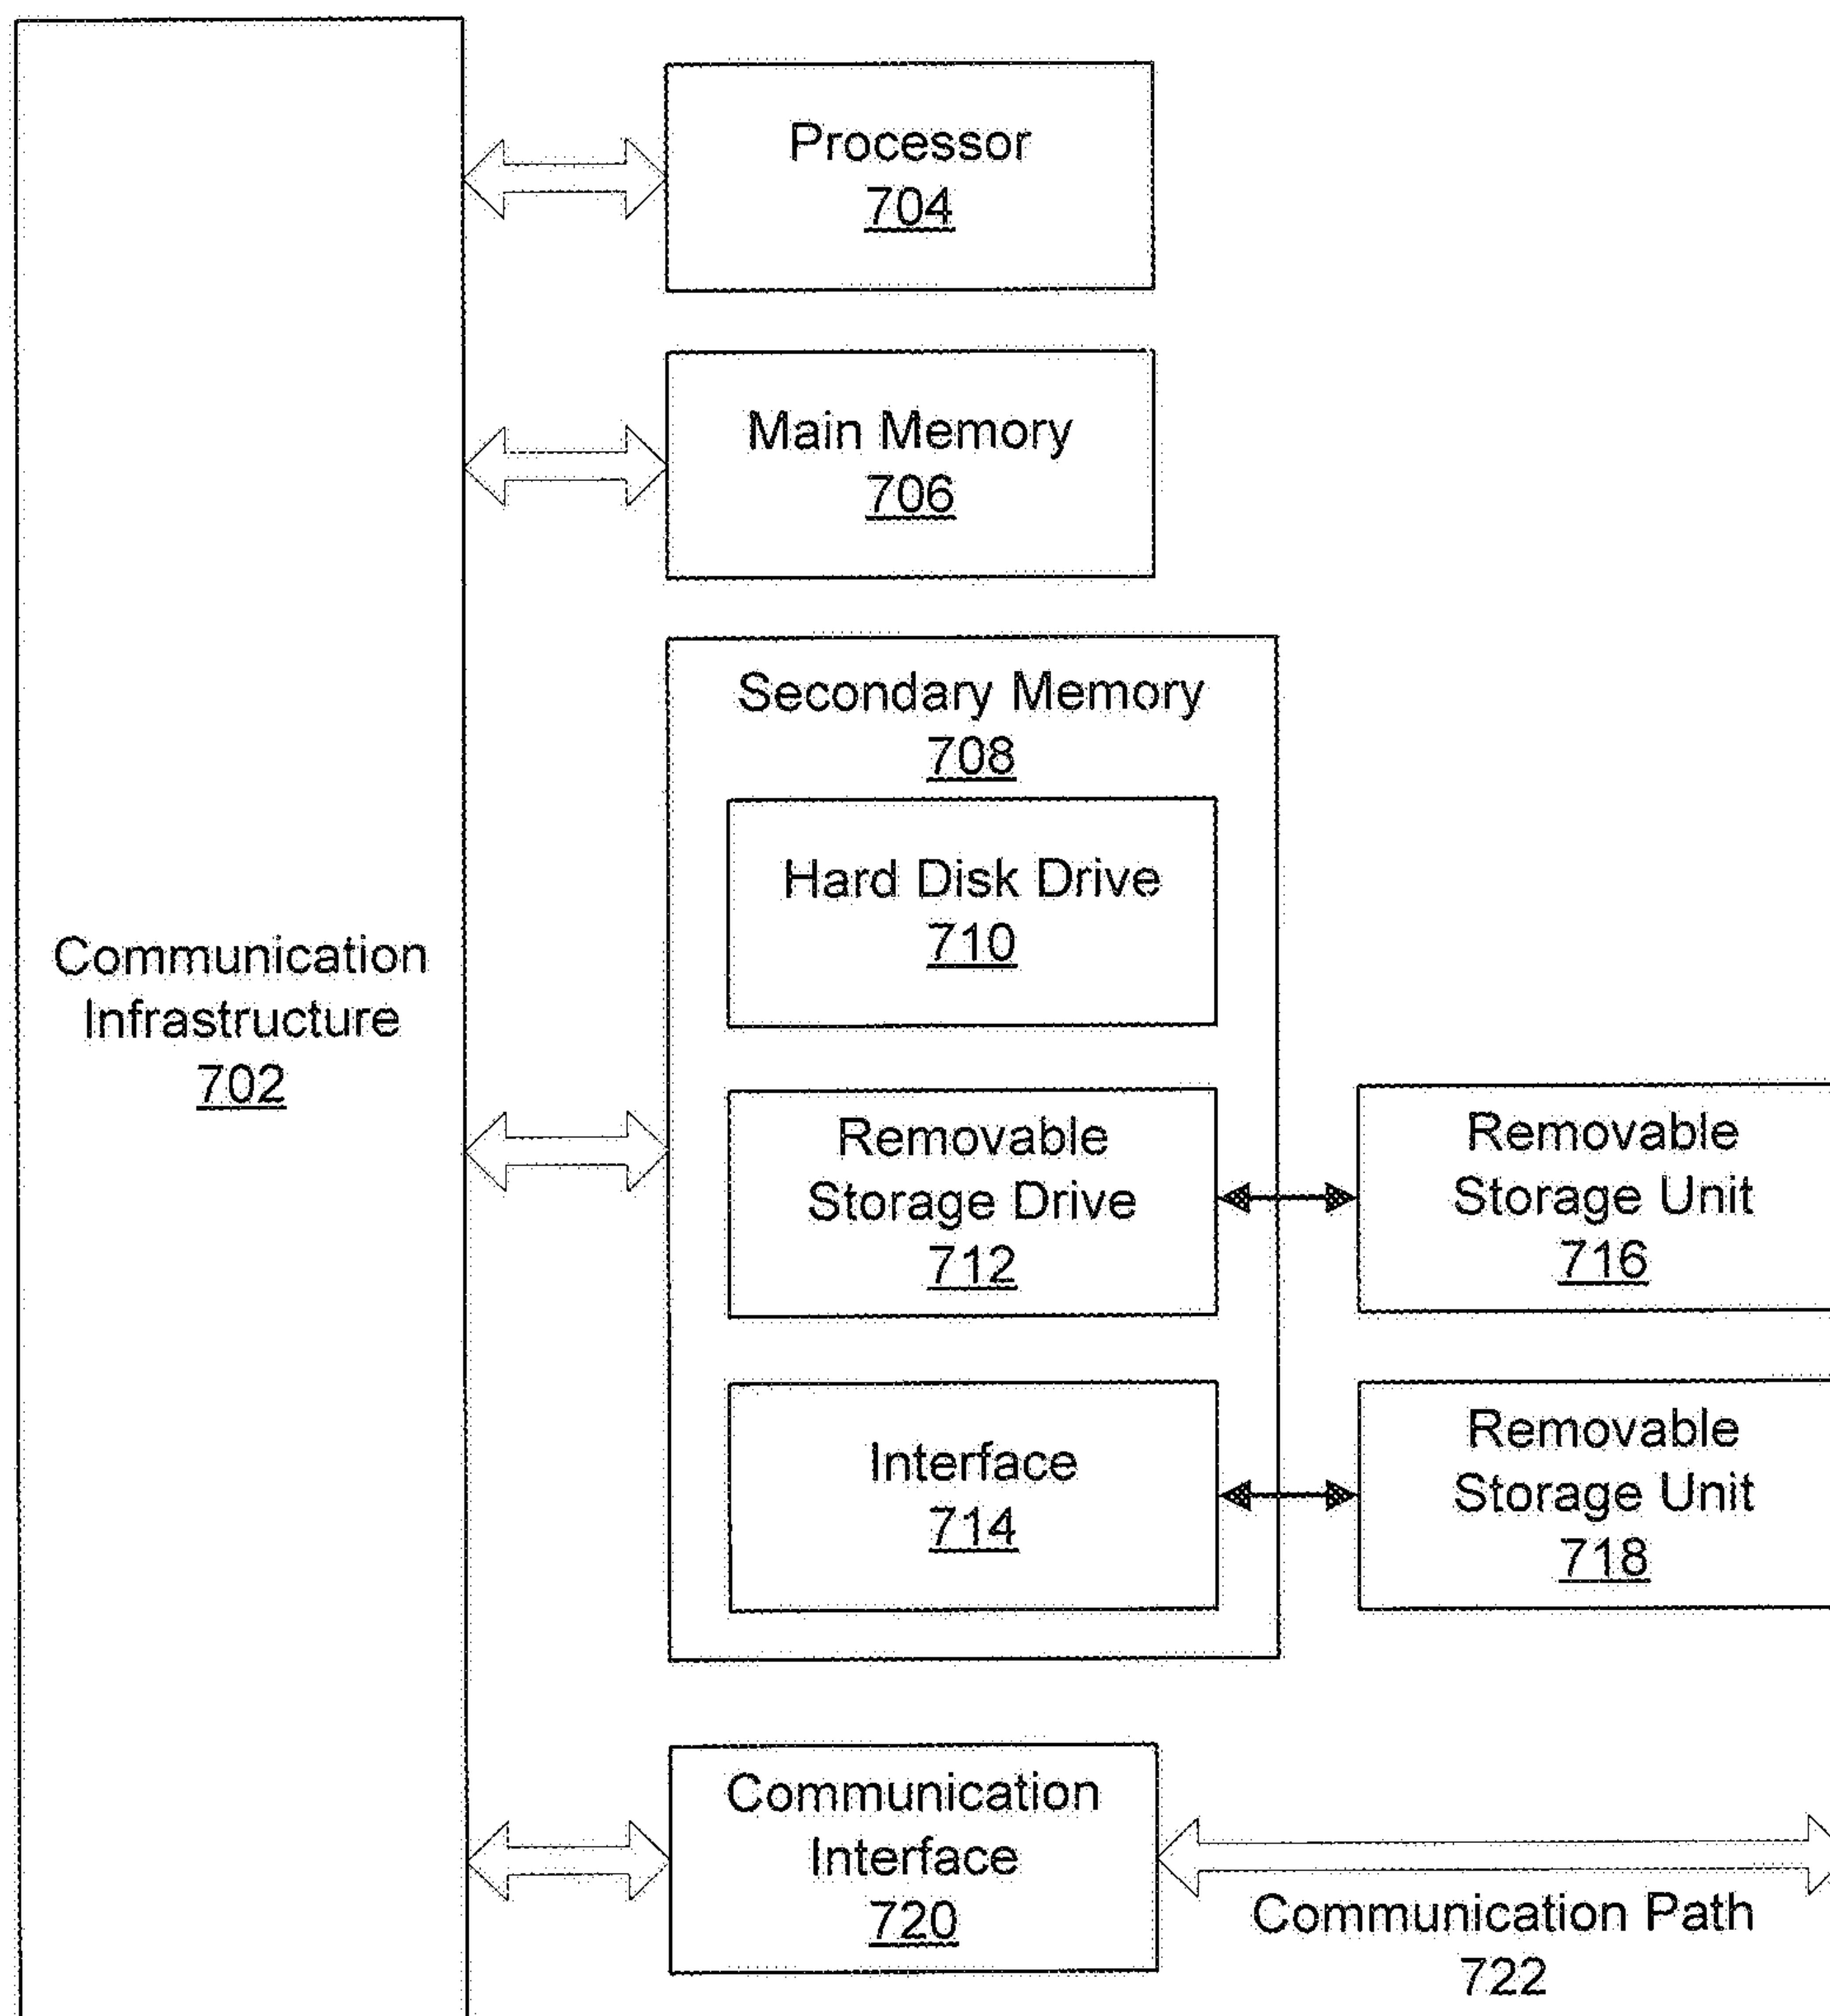 Processor
704
Main Memory
706
Secondary Memory
708
Hard Disk Drive
710
Communication
Infrastructure
702
Removable
Storage Drive
712
Removable
Storage Unit
716
Interface
714
Removable
Storage Unit
718
Communication
Interface
720
Communication Path
722